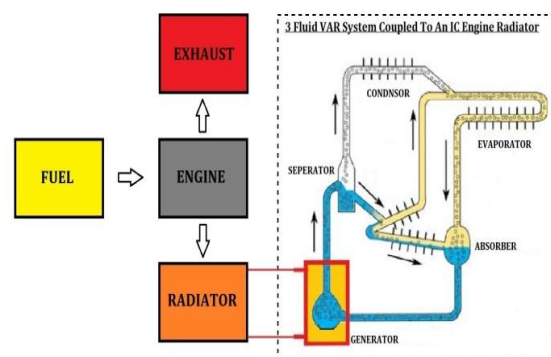 3 Fluid VAR System Coupled To An IC Engine Radiator
EXHAUST
CONDNSOR
EVAPORATOR
SEPERATOR
FUEL
ENGINE
ABSORBER
RADIATOR
GENERATOR